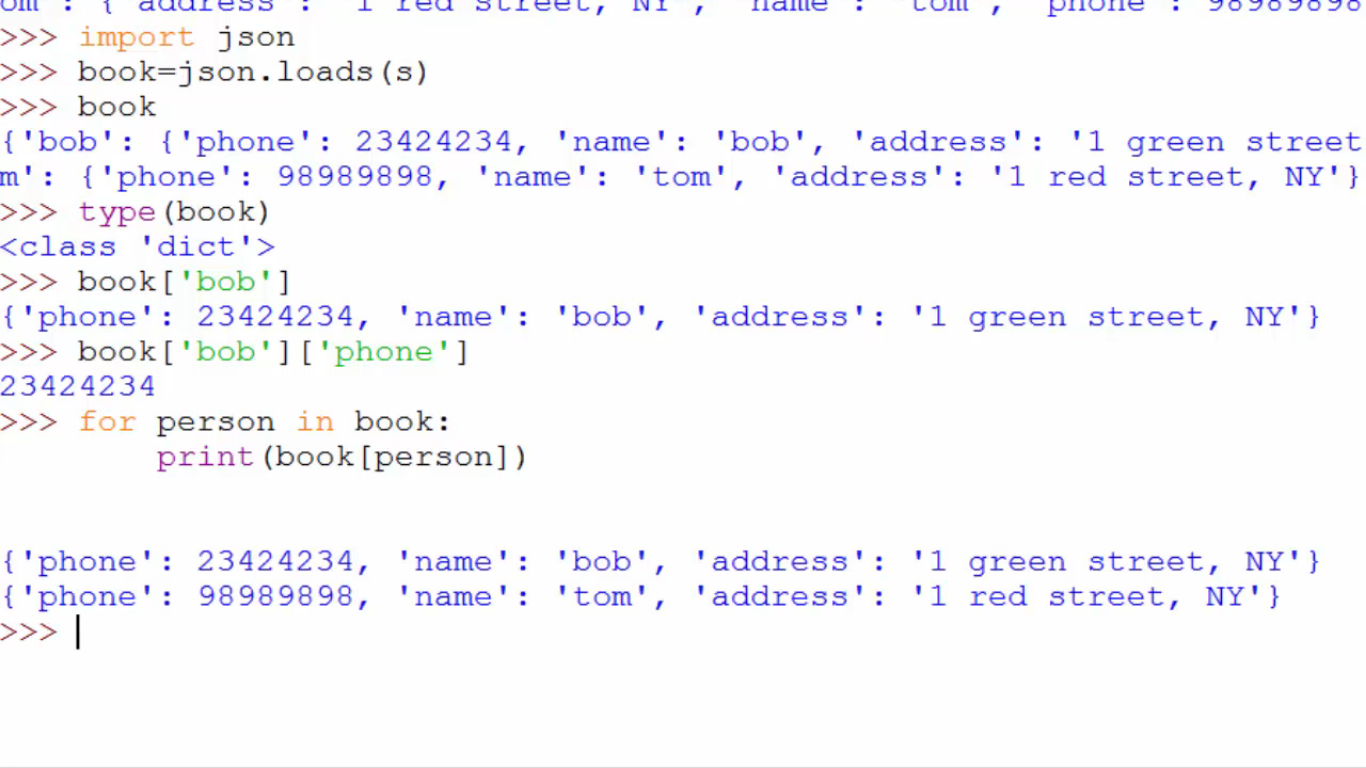 om': {"address": "1 red street, NY", "name": "tom", "phone": 98989898
>>> import json
>>> book=json.loads(s)
>>> book
{'bob': {'phone': 23424234, 'name': 'bob', 'address': '1 green street
m': {'phone': 98989898, 'name': 'tom', 'address': '1 red street, NY'}
>>> type(book)
<class 'dict'>
>>> book['bob']
{'phone': 23424234, 'name': 'bob', 'address': '1 green street, NY'}
>>> book['bob']['phone']
23424234
>>> for person in book:
print(book[person])
{'phone': 23424234, 'name': 'bob', 'address': '1 green street, NY'}
{'phone': 98989898, 'name': 'tom', 'address': '1 red street, NY'}
>>>